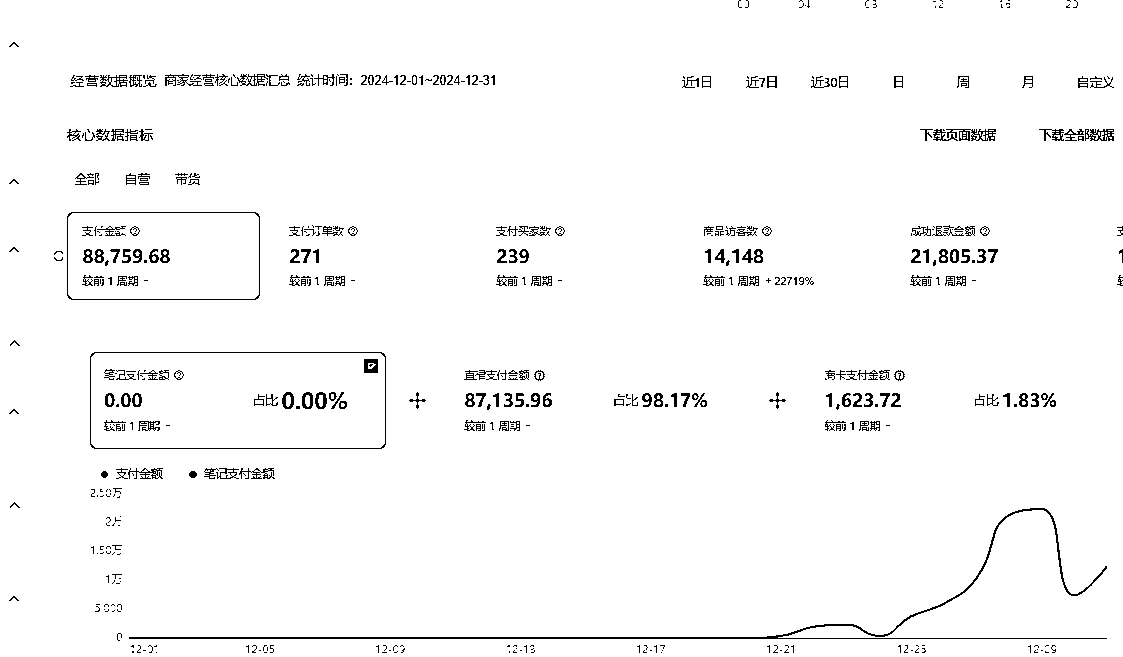 00 04 08 12 16 20
经营数据概览 商家经营核心数据汇总 统计时间：2024-12-01~2024-12-31 近1日 近7日 近30日 日 周 月 自定义
核心数据指标 下载页面数据 下载全部数据
全部 自营 带货
支付金额 支付订单数 支付买家数 商品访客数 成功退款金额
88,759.68 271 239 14,148 21,805.37
较前1周期 - 较前1周期 - 较前1周期 - 较前1周期 +22719% 较前1周期 -
笔记支付金额 直播支付金额 商卡支付金额
0.00 占比 0.00% 87,135.96 占比 98.17% 1,623.72 占比 1.83%
较前1周期 - 较前1周期 - 较前1周期 -
支付金额 笔记支付金额
2.50万
2万
1.50万
1万
5,000
0
12-01 12-05 12-09 12-13 12-17 12-21 12-25 12-29